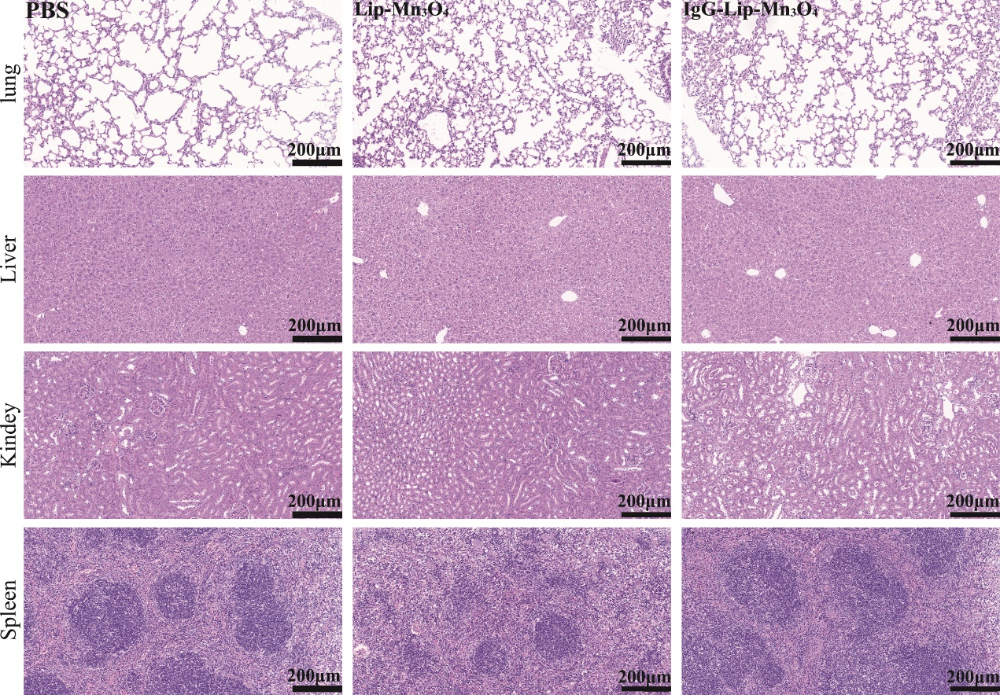 PBS Lip-Mn₃O₄ IgG-Lip-Mn₃O₄
lung
200μm 200μm 200μm
Liver
200μm 200μm 200μm
Kindey
200μm 200μm 200μm
Spleen
200μm 200μm 200μm